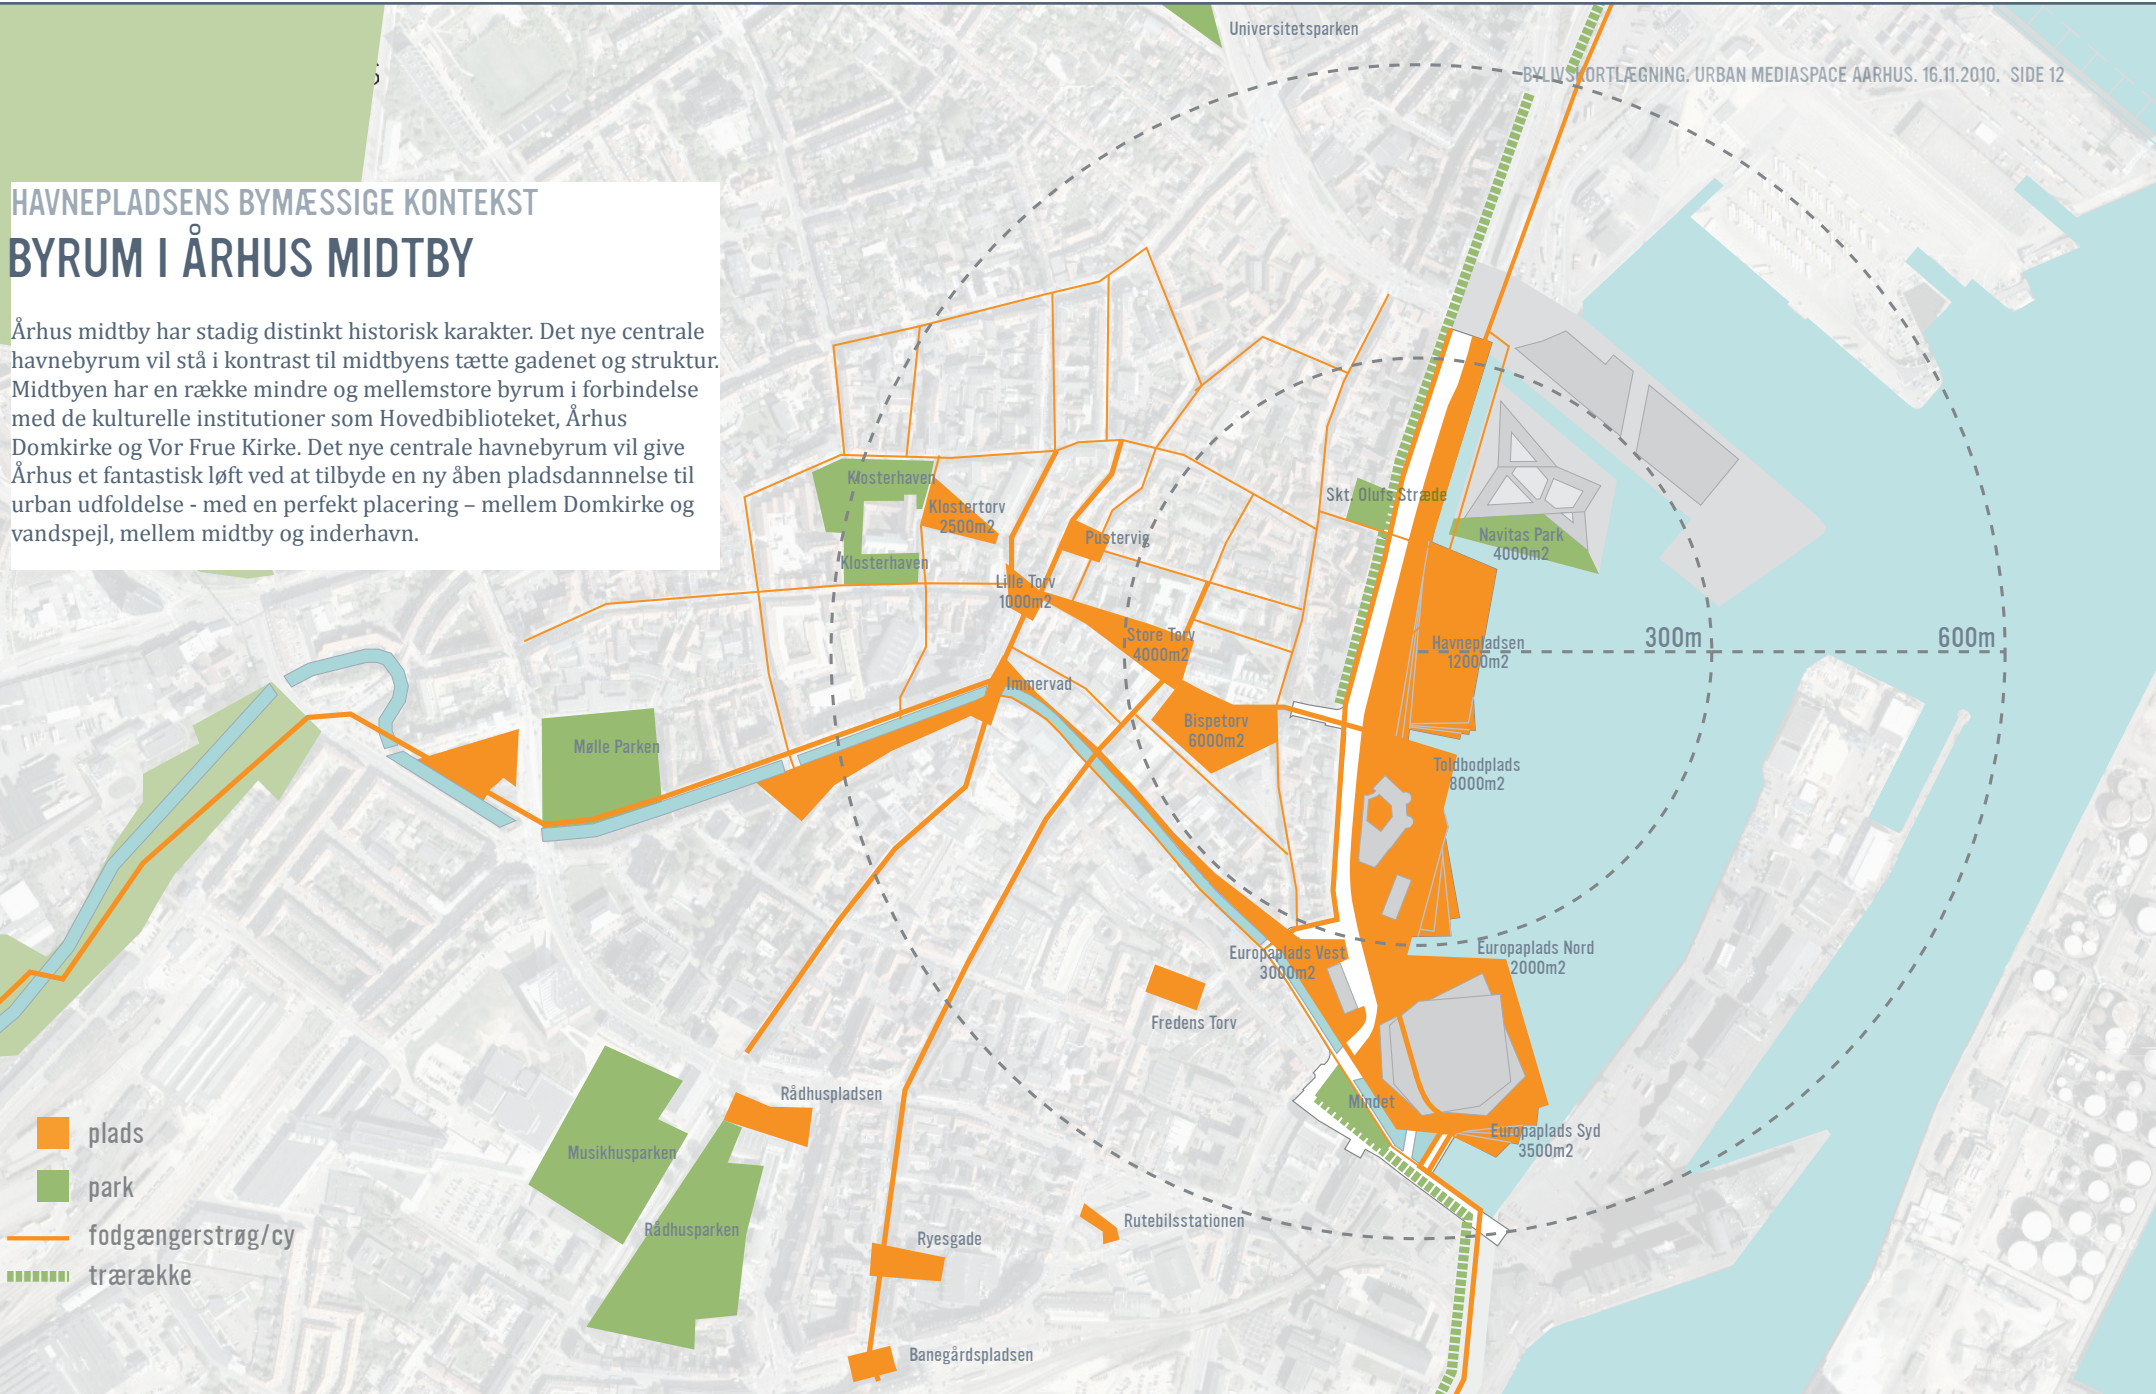 Universitetsparken
BYLIVSKORTLÆGNING. URBAN MEDIASPACE AARHUS. 16.11.2010. SIDE 12
HAVNEPLADSENS BYMÆSSIGE KONTEKST
BYRUM I ÅRHUS MIDTBY
Århus midtby har stadig distinkt historisk karakter. Det nye centrale
havnebyrum vil stå i kontrast til midtbyens tætte gadenet og struktur.
Midtbyen har en række mindre og mellemstore byrum i forbindelse
med de kulturelle institutioner som Hovedbiblioteket, Århus
Domkirke og Vor Frue Kirke. Det nye centrale havnebyrum vil give
Århus et fantastisk løft ved at tilbyde en ny åben pladsdannnelse til
urban udfoldelse - med en perfekt placering – mellem Domkirke og
vandspejl, mellem midtby og inderhavn.
Klosterhaven
Klostertorv
2500m2
Klosterhaven
Pustervig
Skt. Olufs Stræde
Navitas Park
4000m2
Lille Torv
1000m2
Store Torv
4000m2
Havnepladsen
12000m2
300m
600m
Immervad
Bispetorv
6000m2
Mølle Parken
Toldbodplads
8000m2
Europaplads Vest
3000m2
Europaplads Nord
2000m2
Fredens Torv
Mindet
Europaplads Syd
3500m2
Rådhuspladsen
Musikhusparken
Rådhusparken
Rutebilsstationen
Ryesgade
Banegårdspladsen
plads
park
fodgængerstrøg/cy
trærække